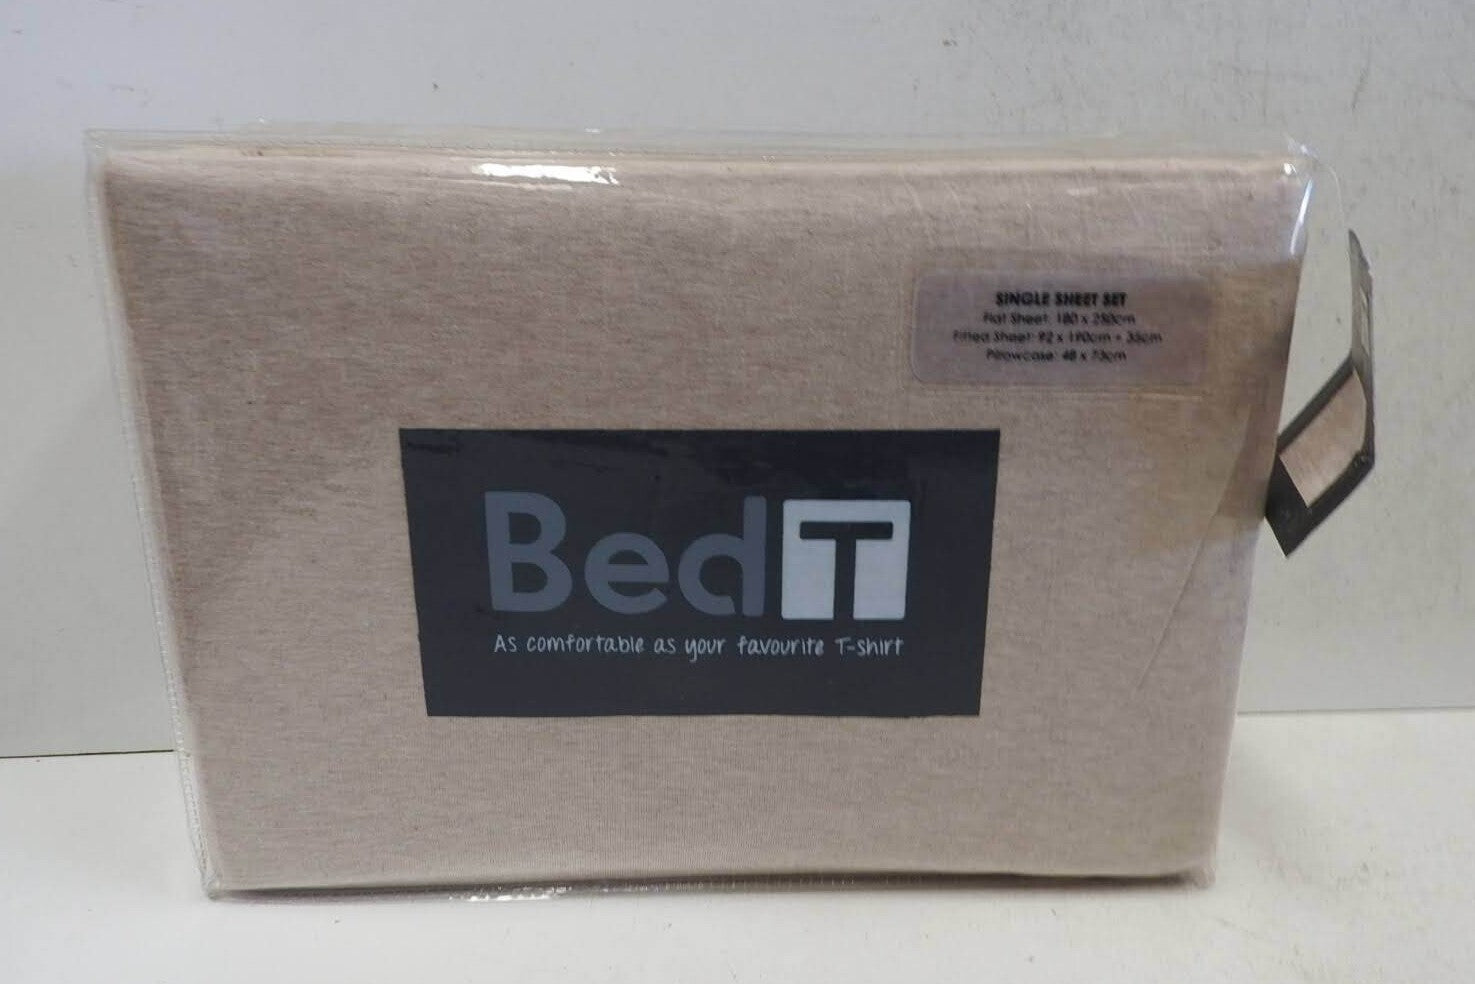 SINGLE SHEET SET
Flat Sheet: 180 x 250cm
Fitted Sheet: 92 x 190cm + 35cm
Pillowcase: 48 x 73cm
BedT
As comfortable as your favourite T-shirt